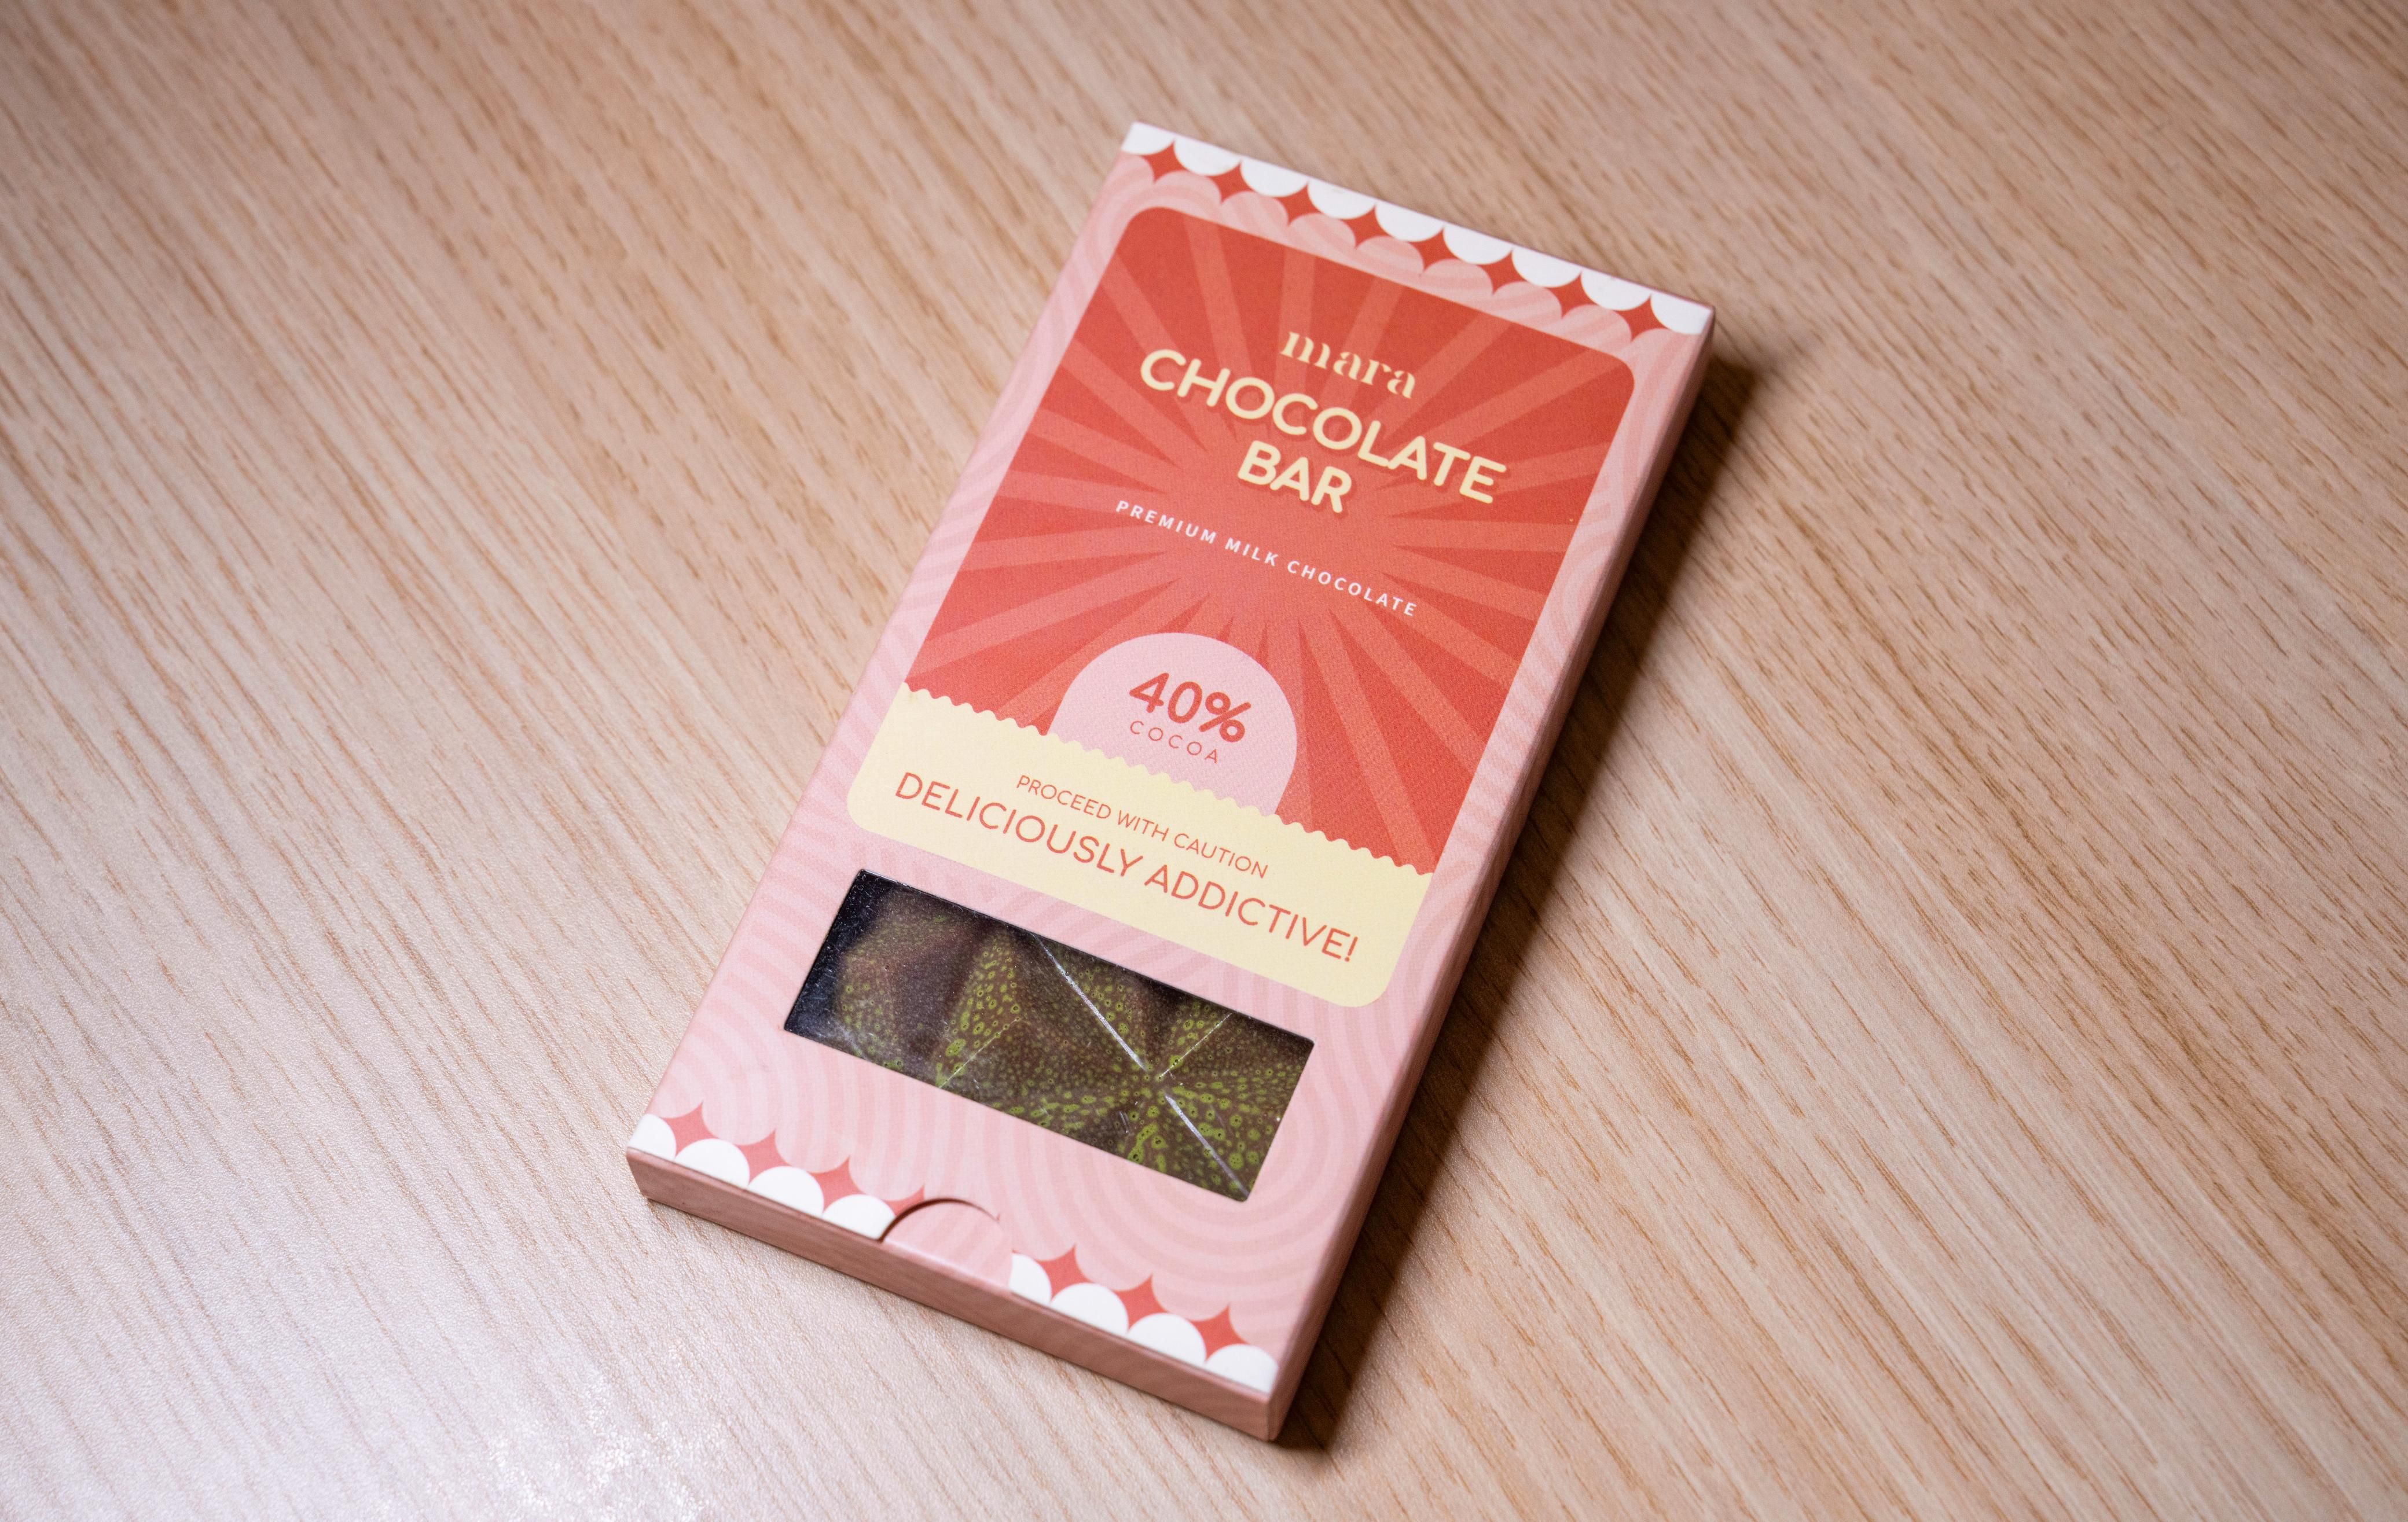 mara
CHOCOLATE
BAR
PREMIUM MILK CHOCOLATE
40%
COCOA
PROCEED WITH CAUTION
DELICIOUSLY ADDICTIVE!